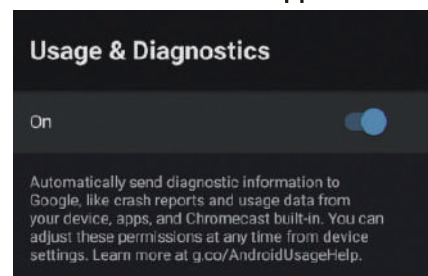 Usage & Diagnostics
On
Automatically send diagnostic information to
Google, like crash reports and usage data from
your device, apps, and Chromecast built-in. You can
adjust these permissions at any time from device
settings. Learn more at g.co/AndroidUsageHelp.